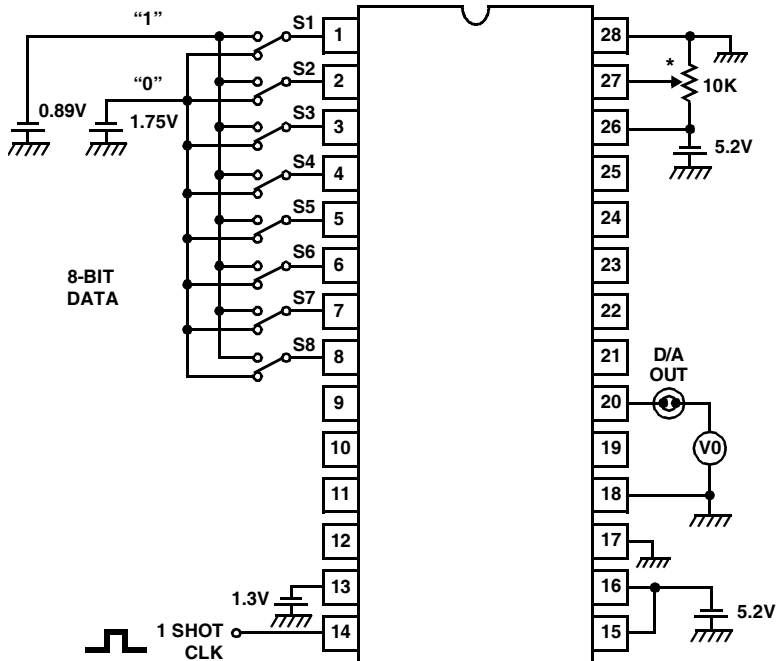 “1”
“0”
0.89V
1.75V
S1
S2
S3
S4
S5
S6
S7
S8
8-BIT
DATA
1
2
3
4
5
6
7
8
9
10
11
12
13
14
1.3V
1 SHOT
CLK
28
27
26
25
24
23
22
21
20
19
18
17
16
15
*
10K
5.2V
D/A
OUT
V0
5.2V